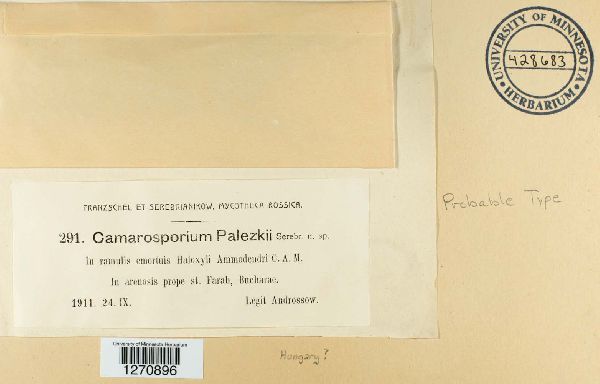 UNIVERSITY OF MINNESOTA
428683
HERBARIUM
FRANZSCHEL ET SEREBRIANIKOW, MYCOTHECA ROSSICA.
291. Camarosporium Palezkii Serebr. n. sp.
In ramulis emortuis Haloxyli Ammodendri C. A. M.
In arenosis prope st. Farab, Bucharae.
1911. 24. IX. Legit Androssow.
Probable Type
University of Minnesota Herbarium
1270896
Hungary?